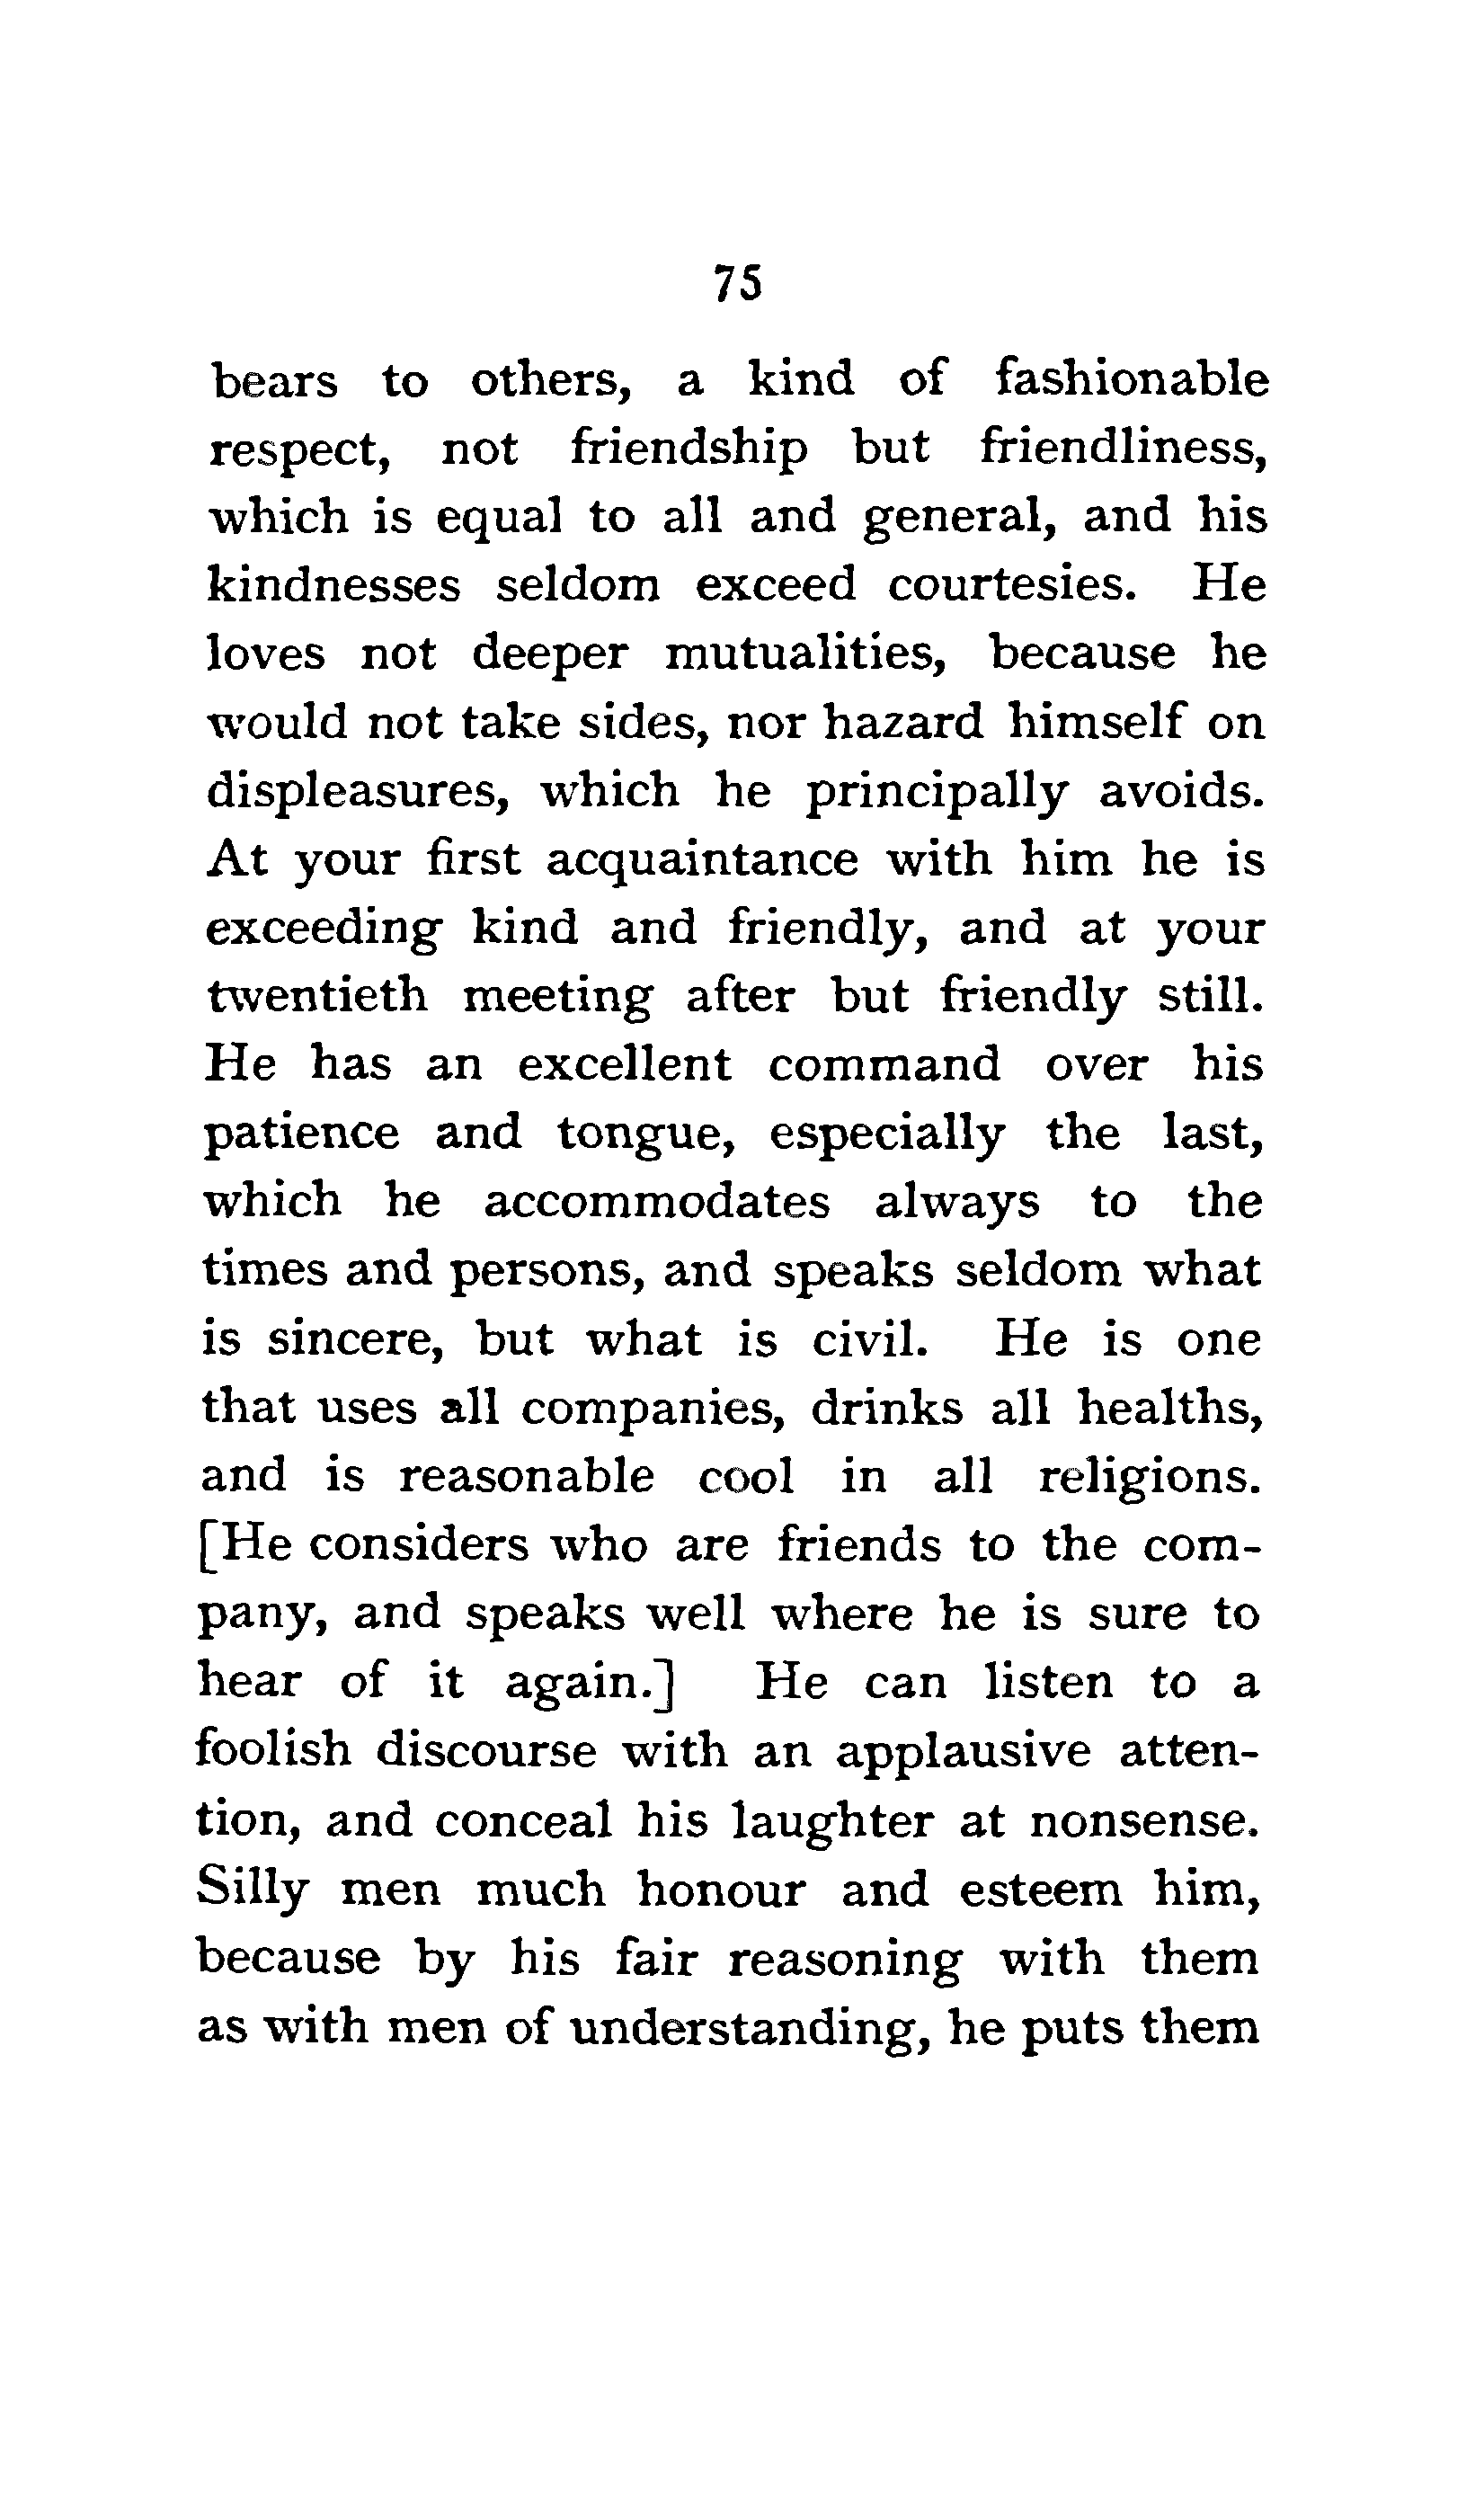 75
bears to others, a kind of fashionable
respect, not friendship but friendliness,
which is equal to all and general, and his
kindnesses seldom exceed courtesies. He
loves not deeper mutualities, because he
would not take sides, nor hazard himself on
displeasures, which he principally avoids.
At your first acquaintance with him he is
exceeding kind and friendly, and at your
twentieth meeting after but friendly still.
He has an excellent command over his
patience and tongue, especially the last,
which he accommodates always to the
times and persons, and speaks seldom what
is sincere, but what is civil. He is one
that uses all companies, drinks all healths,
and is reasonable cool in all religions.
[He considers who are friends to the com-
pany, and speaks well where he is sure to
hear of it again.] He can listen to a
foolish discourse with an applausive atten-
tion, and conceal his laughter at nonsense.
Silly men much honour and esteem him,
because by his fair reasoning with them
as with men of understanding, he puts them